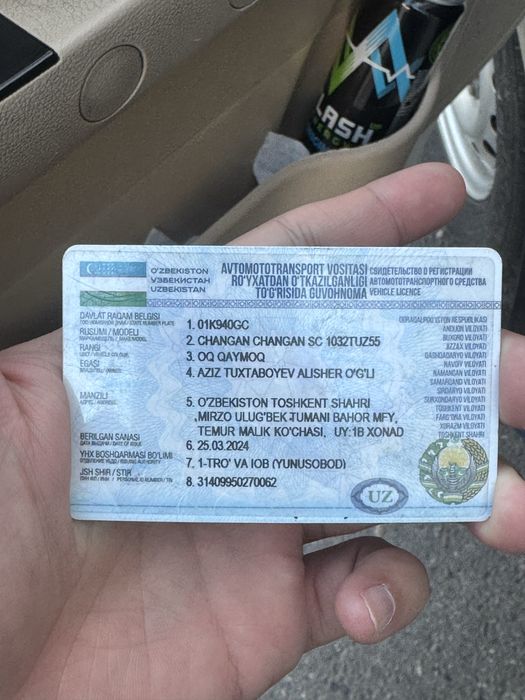 LASH
O'ZBEKISTON
УЗБЕКИСТАН
UZBEKISTAN
AVTOMOTOTRANSPORT VOSITASI
RO'YXATDAN O'TKAZILGANLIGI
TO'G'RISIDA GUVOHNOMA
СВИДЕТЕЛЬСТВО О РЕГИСТРАЦИИ
АВТОМОТОТРАНСПОРТНОГО СРЕДСТВА
VEHICLE LICENCE
DAVLAT RAQAM BELGISI
1. 01K940GC
RUSUMI / MODELI
2. CHANGAN CHANGAN SC 1032TUZ55
RANGI
3. OQ QAYMOQ
EGASI
4. AZIZ TUXTABOYEV ALISHER O'G'LI
MANZILI
5. O'ZBEKISTON TOSHKENT SHAHRI
MIRZO ULUG'BEK TUMANI BAHOR MFY,
TEMUR MALIK KO'CHASI, UY:1B XONAD
BERILGAN SANASI
6. 25.03.2024
YHX BOSHQARMASI BO'LIMI
7. 1-TRO' VA IOB (YUNUSOBOD)
JSH SHIR / STIR
8. 31409950270062
QORAQALPOG'ISTON RESPUBLIKASI
ANDIJON VILOYATI
BUXORO VILOYATI
JIZZAX VILOYATI
QASHQADARYO VILOYATI
NAVOIY VILOYATI
NAMANGAN VILOYATI
SAMARQAND VILOYATI
SIRDARYO VILOYATI
SURXONDARYO VILOYATI
TOSHKENT VILOYATI
FARG'ONA VILOYATI
XORAZM VILOYATI
TOSHKENT SHAHRI
UZ